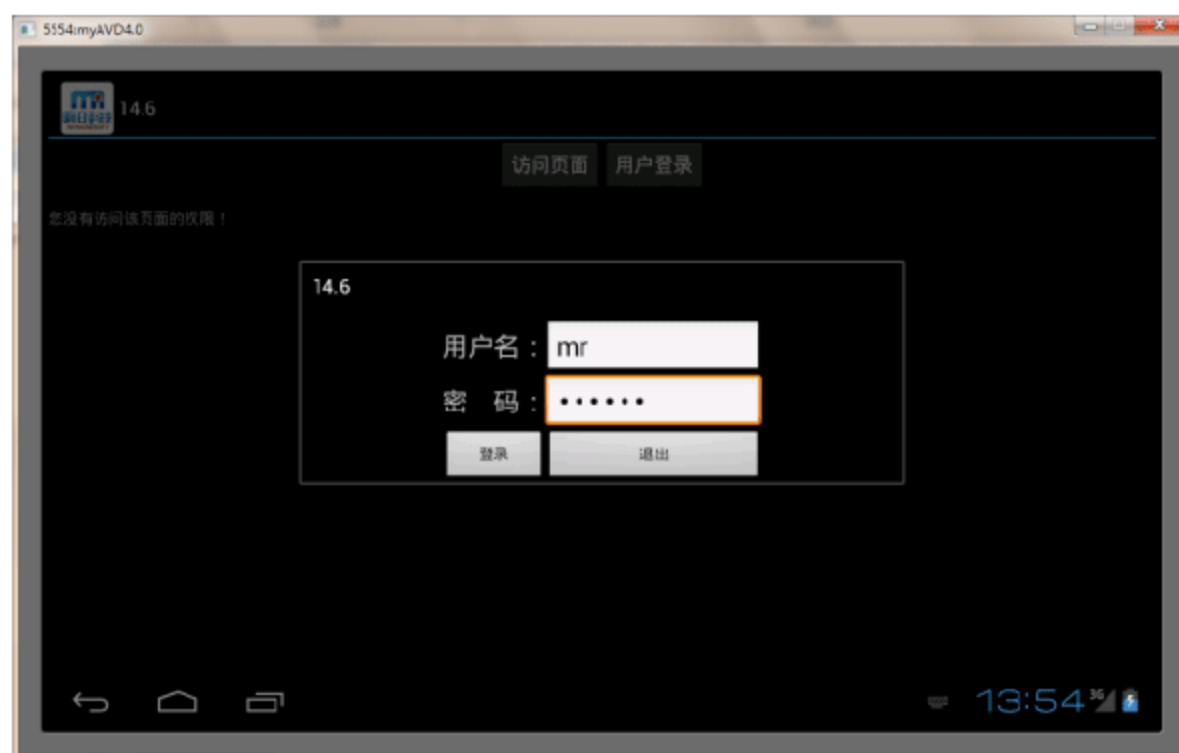 5554:myAVD4.0
14.6
访问页面 用户登录
您没有访问该页面的权限！
14.6
用户名： mr
密 码： ••••••
登录 退出
13:54 3G